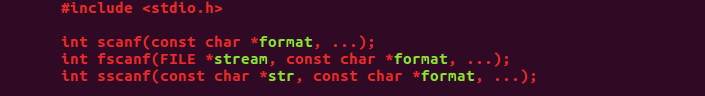 #include <stdio.h>
int scanf(const char *format, ...);
int fscanf(FILE *stream, const char *format, ...);
int sscanf(const char *str, const char *format, ...);